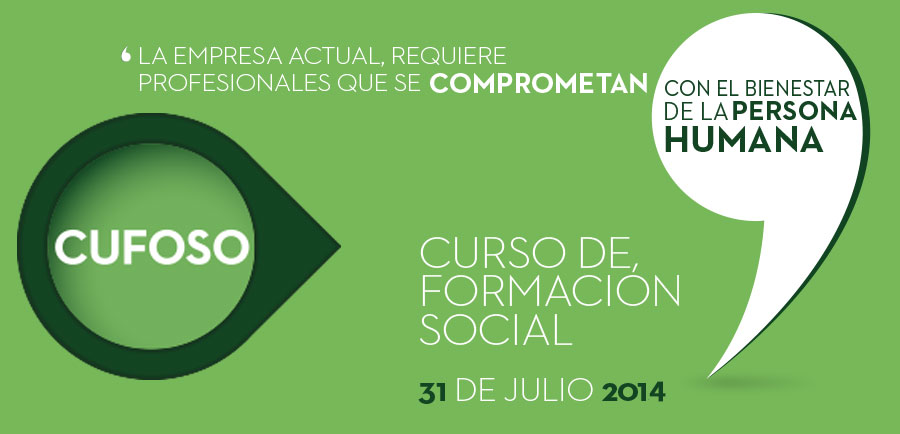 ❛ LA EMPRESA ACTUAL, REQUIERE
PROFESIONALES QUE SE COMPROMETAN
CON EL BIENESTAR
DE LA PERSONA
HUMANA
CUFOSO
CURSO DE
FORMACIÓN
SOCIAL
31 DE JULIO 2014